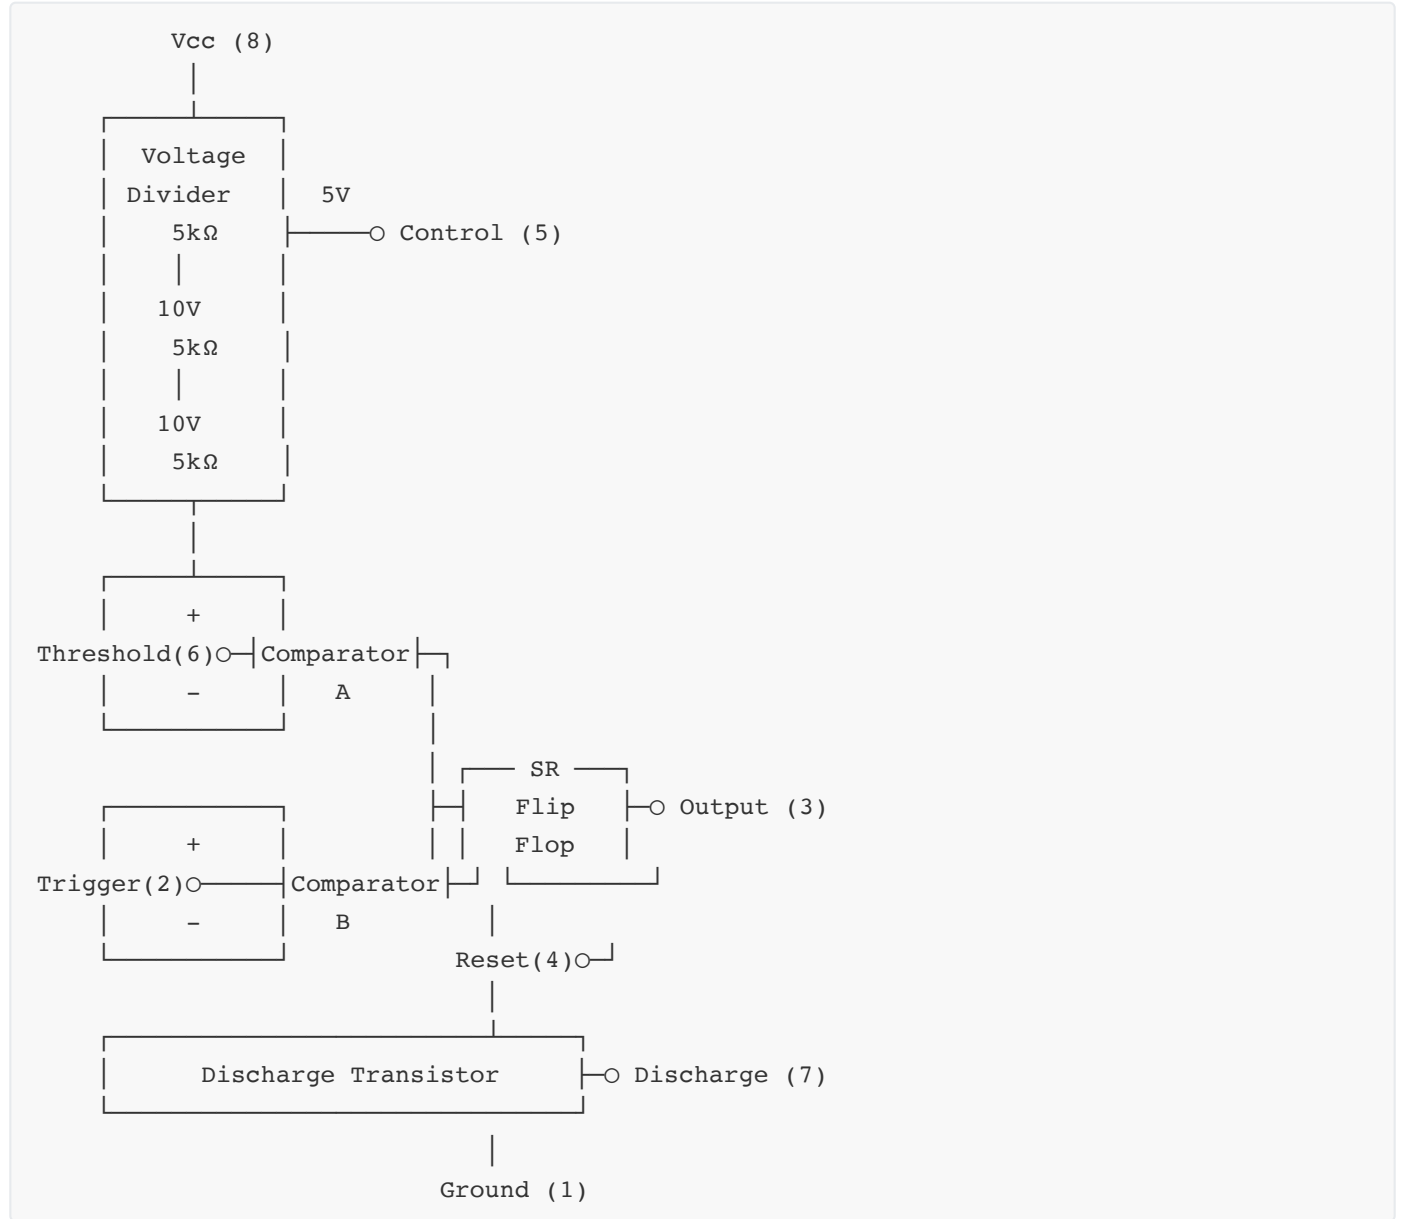 Vcc (8)
Voltage
Divider 5V
5kΩ Control (5)
10V
5kΩ
10V
5kΩ
+
Threshold(6) Comparator
- A
SR
Flip Output (3)
+ Flop
Trigger(2) Comparator
- B
Reset(4)
Discharge Transistor Discharge (7)
Ground (1)